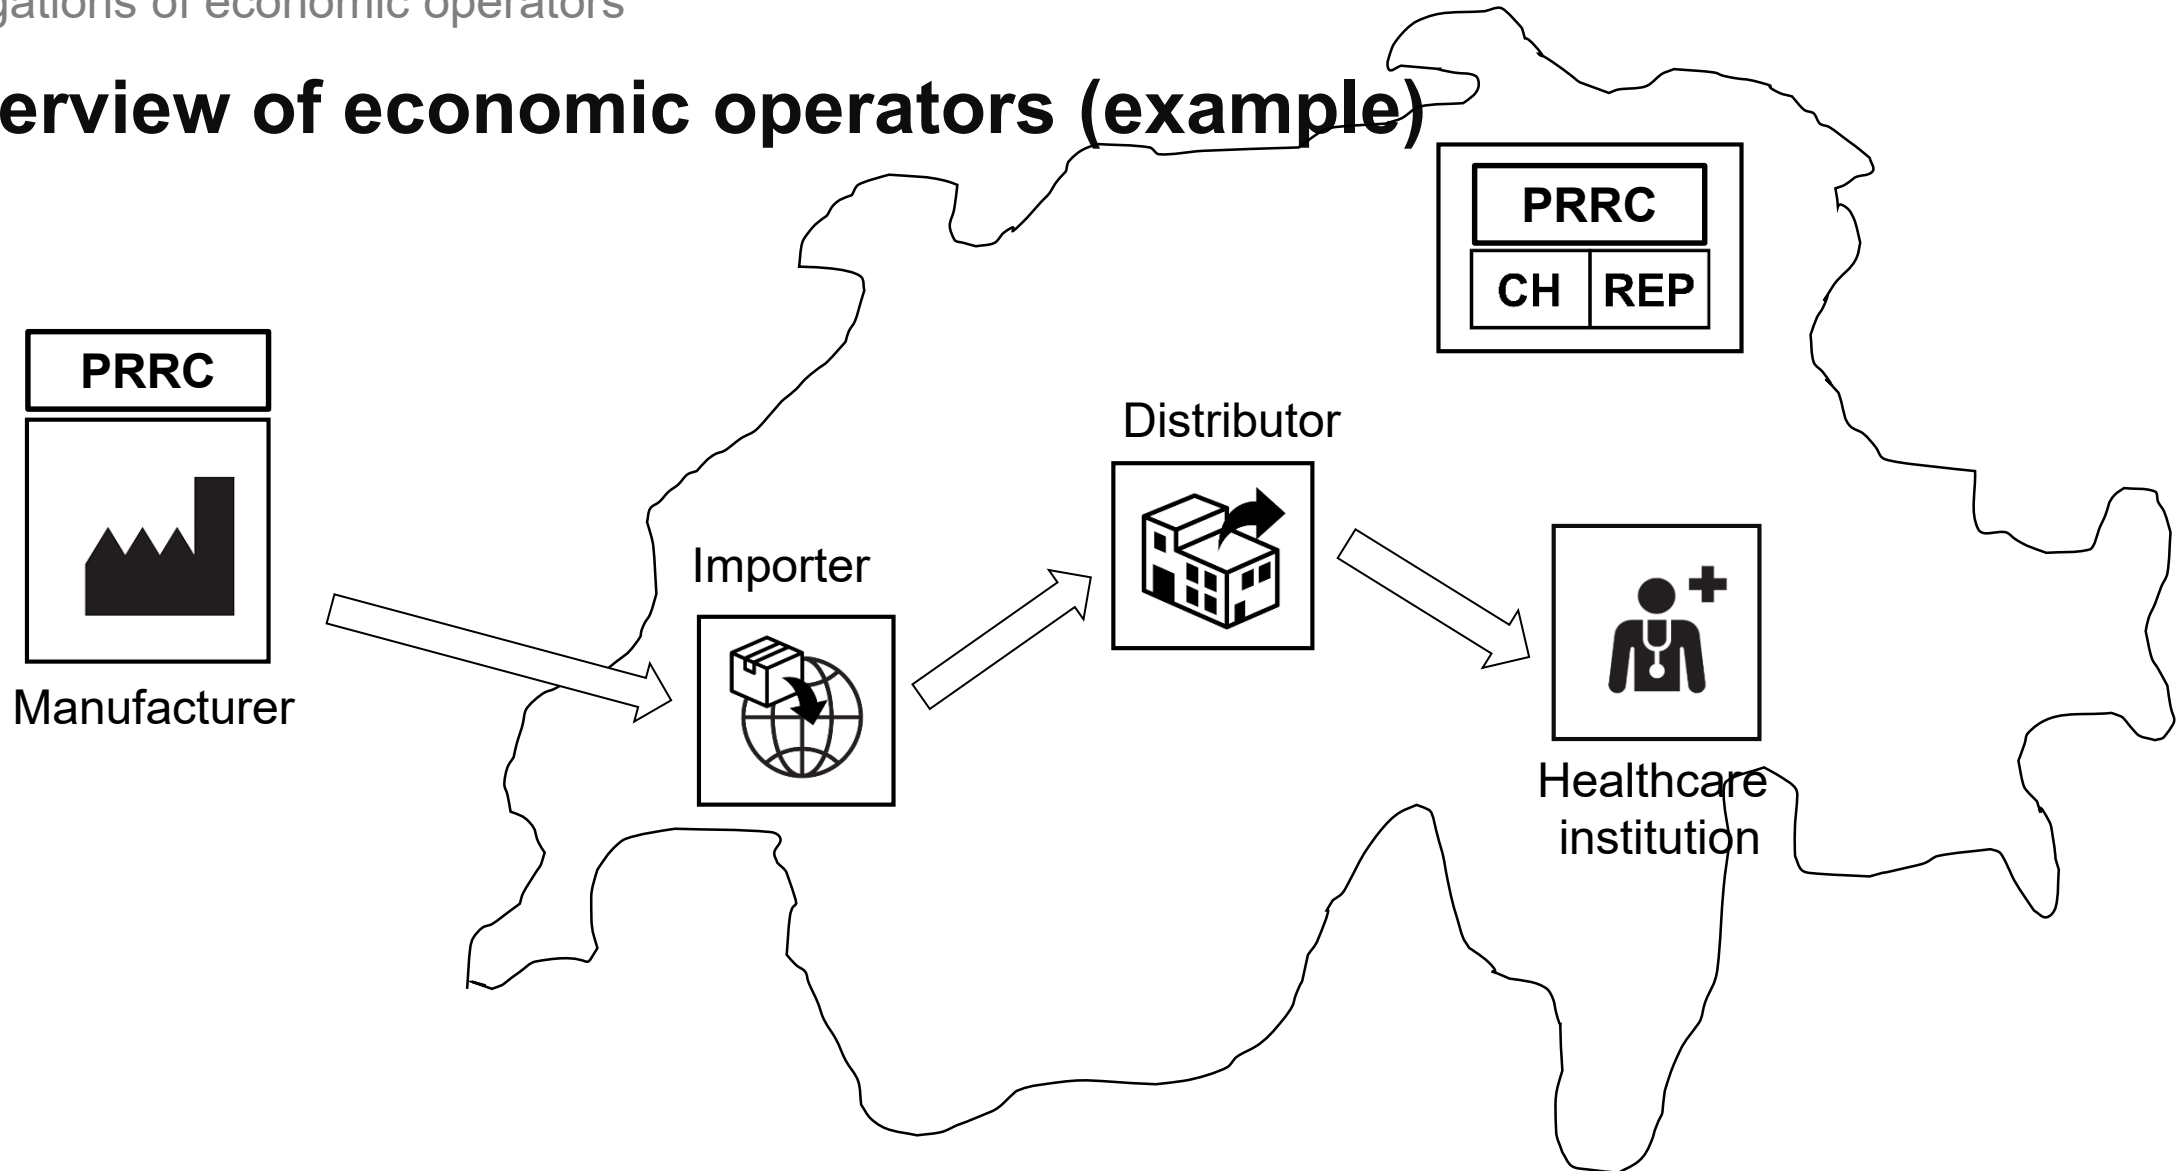 gations of economic operators
erview of economic operators (example)
PRRC
CH REP
PRRC
Manufacturer
Importer
Distributor
Healthcare
institution